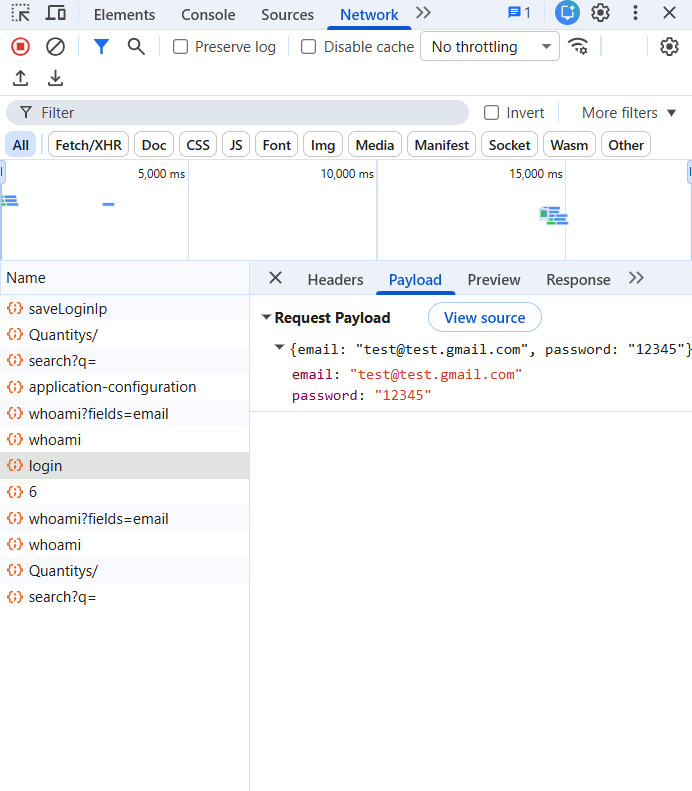 Elements Console Sources Network 1
Preserve log Disable cache No throttling
Filter Invert More filters
All Fetch/XHR Doc CSS JS Font Img Media Manifest Socket Wasm Other
5,000 ms 10,000 ms 15,000 ms
Name
Headers Payload Preview Response
saveLoginIp
Quantitys/
search?q=
application-configuration
whoami?fields=email
whoami
login
6
whoami?fields=email
whoami
Quantitys/
search?q=
Request Payload View source
{email: "test@test.gmail.com", password: "12345"}
email: "test@test.gmail.com"
password: "12345"